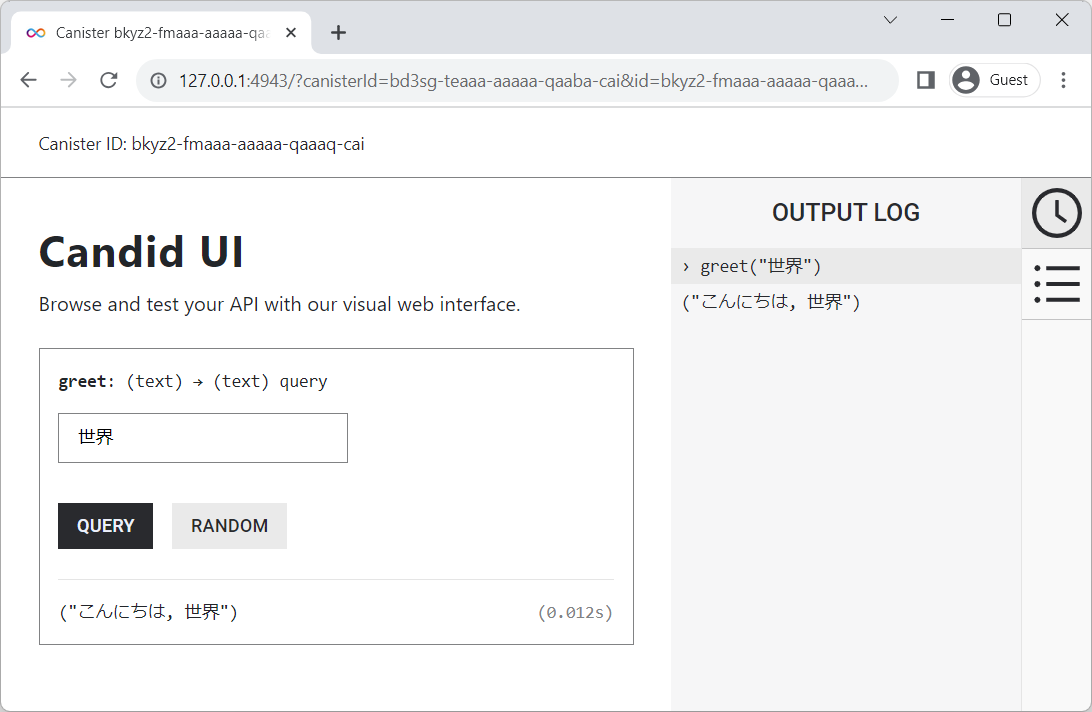 Canister bkyz2-fmaaa-aaaaa-qaa
127.0.0.1:4943/?canisterId=bd3sg-teaaa-aaaaa-qaaba-cai&id=bkyz2-fmaaa-aaaaa-qaaa...
Guest
Canister ID: bkyz2-fmaaa-aaaaa-qaaaq-cai
Candid UI
Browse and test your API with our visual web interface.
greet: (text) → (text) query
世界
QUERY
RANDOM
("こんにちは, 世界")
(0.012s)
OUTPUT LOG
› greet("世界")
("こんにちは, 世界")